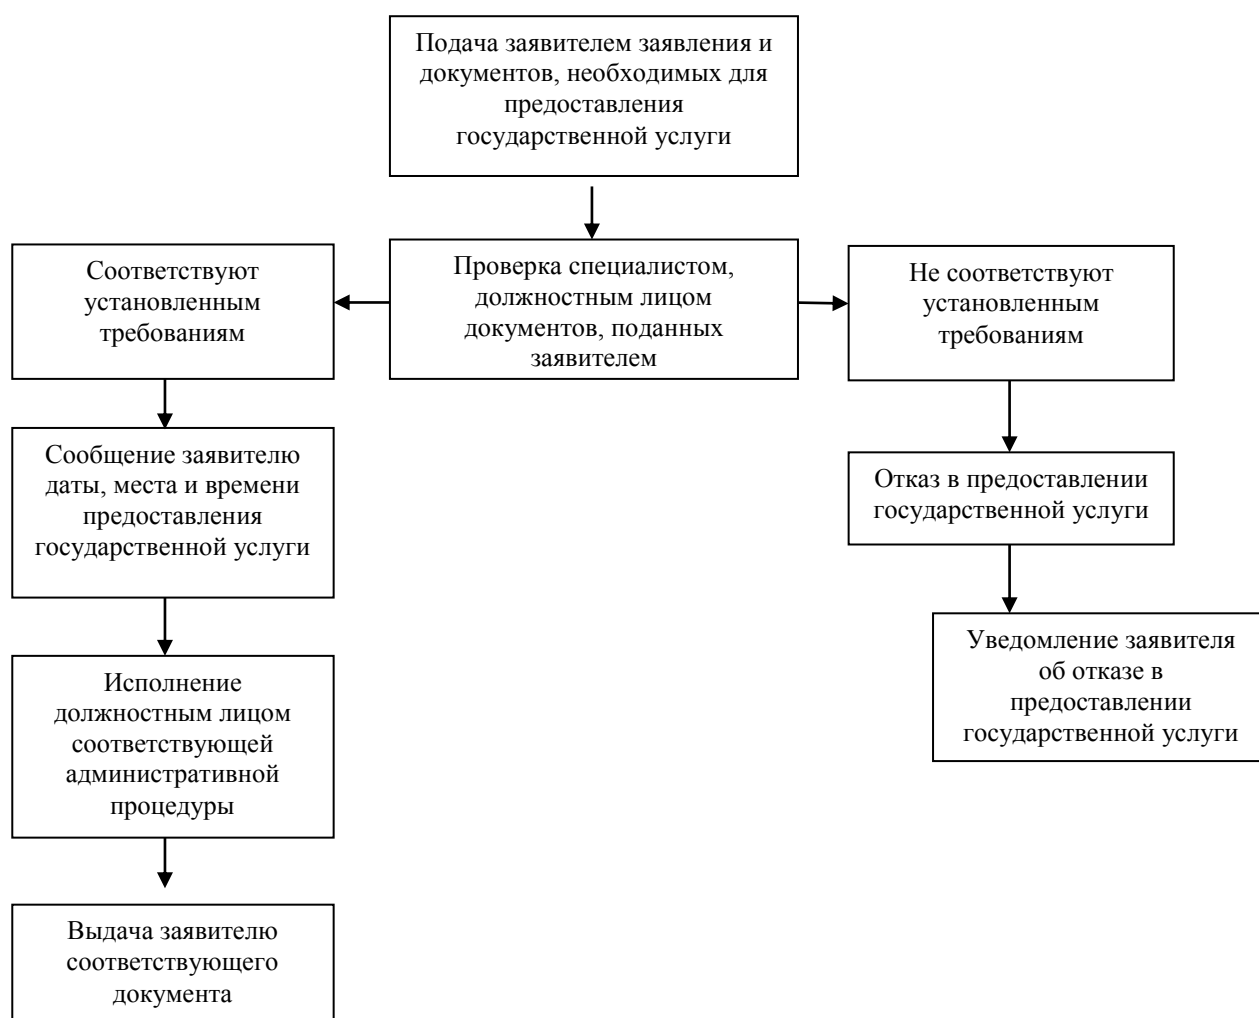 Подача заявителем заявления и
документов, необходимых для
предоставления
государственной услуги
Соответствуют
установленным
требованиям
Проверка специалистом,
должностным лицом
документов, поданных
заявителем
Не соответствуют
установленным
требованиям
Сообщение заявителю
даты, места и времени
предоставления
государственной услуги
Отказ в предоставлении
государственной услуги
Уведомление заявителя
об отказе в
предоставлении
государственной услуги
Исполнение
должностным лицом
соответствующей
административной
процедуры
Выдача заявителю
соответствующего
документа